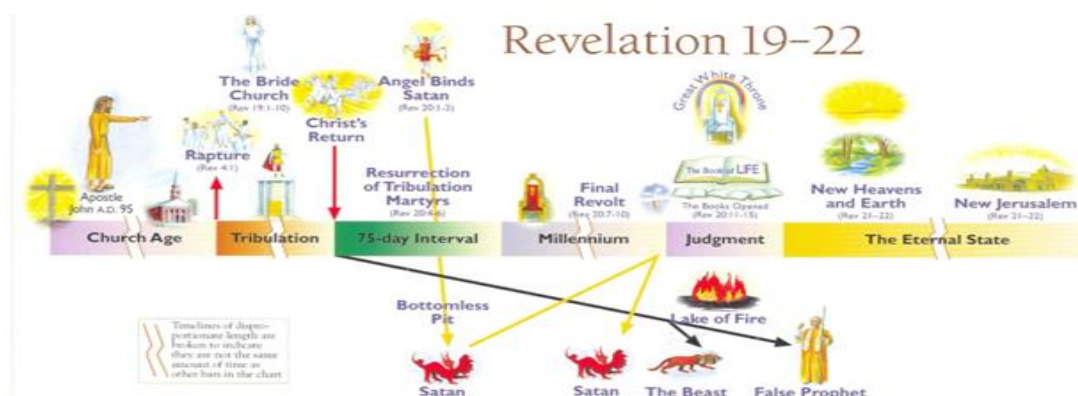 Revelation 19–22
The Bride
Church
(Rev 19:1-10)
Angel Binds
Satan
(Rev 20:1-3)
Great White Throne
Christ's
Return
Rapture
(Rev 4:1)
Apostle
John A.D. 95
Resurrection
of Tribulation
Martyrs
(Rev 20:4-6)
Final
Revolt
(Rev 20:7-10)
The Book of LIFE
The Books Opened
(Rev 20:11-15)
New Heavens
and Earth
(Rev 21–22)
New Jerusalem
(Rev 21–22)
Church Age
Tribulation
75-day Interval
Millennium
Judgment
The Eternal State
Bottomless
Pit
Lake of Fire
Timelines of dispro-
portionate length are
broken to indicate
they are not the same
amount of time as
other bars in the chart
Satan
Satan
The Beast
False Prophet